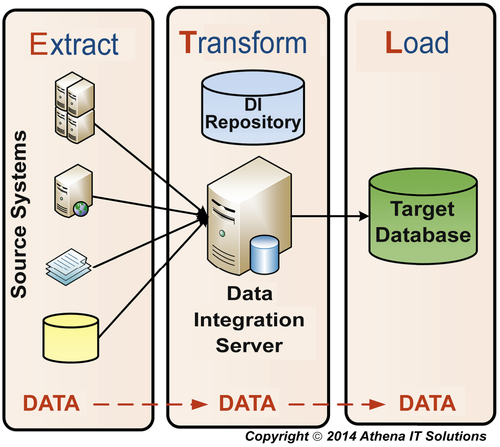 Extract
Transform
Load
Source Systems
DI
Repository
Data
Integration
Server
Target
Database
DATA
DATA
DATA
Copyright © 2014 Athena IT Solutions